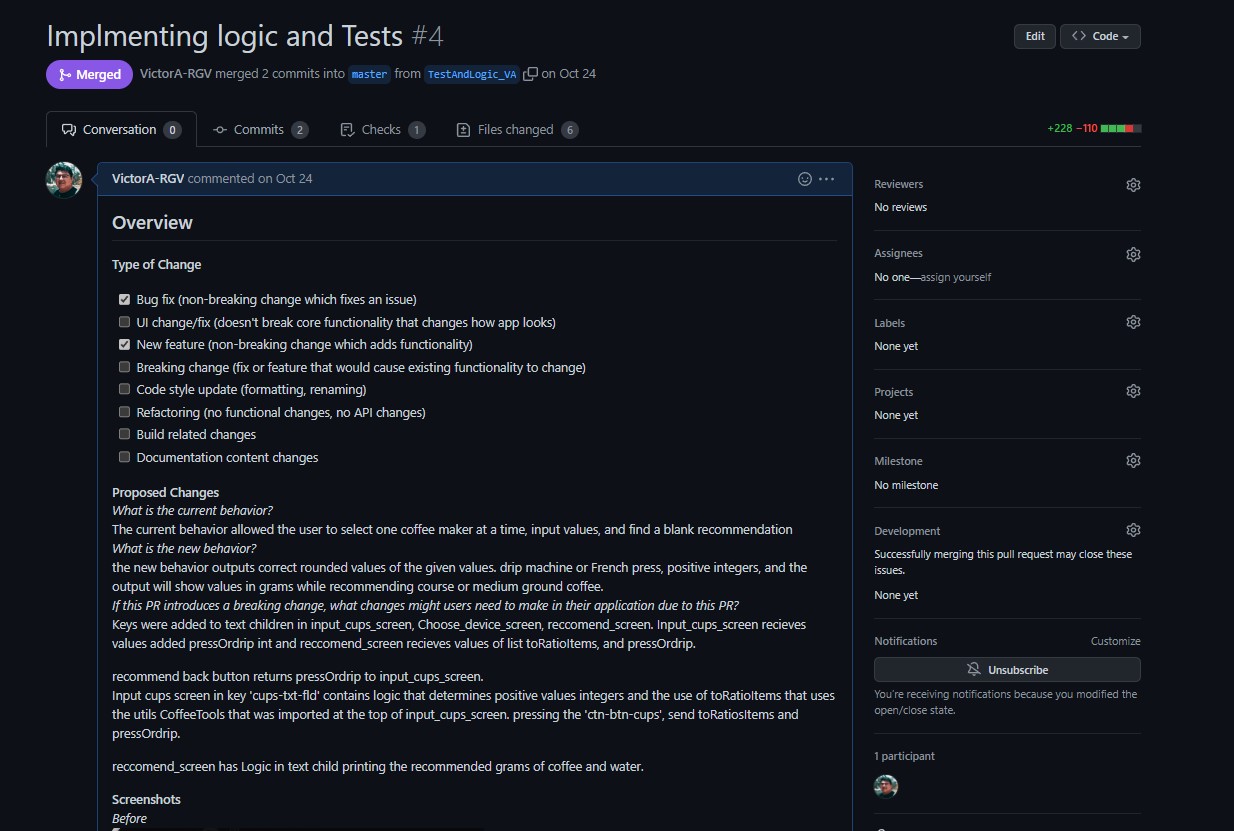 Implmenting logic and Tests #4
Edit
Code
Merged
VictorA-RGV merged 2 commits into master from TestAndLogic_VA on Oct 24
Conversation 0
Commits 2
Checks 1
Files changed 6
+228 −110
VictorA-RGV commented on Oct 24
Overview
Type of Change
Bug fix (non-breaking change which fixes an issue)
UI change/fix (doesn't break core functionality that changes how app looks)
New feature (non-breaking change which adds functionality)
Breaking change (fix or feature that would cause existing functionality to change)
Code style update (formatting, renaming)
Refactoring (no functional changes, no API changes)
Build related changes
Documentation content changes
Proposed Changes
What is the current behavior?
The current behavior allowed the user to select one coffee maker at a time, input values, and find a blank recommendation
What is the new behavior?
the new behavior outputs correct rounded values of the given values. drip machine or French press, positive integers, and the
output will show values in grams while recommending course or medium ground coffee.
If this PR introduces a breaking change, what changes might users need to make in their application due to this PR?
Keys were added to text children in input_cups_screen, Choose_device_screen, reccomend_screen. Input_cups_screen recieves
values added pressOrdrip int and reccomend_screen recieves values of list toRatioItems, and pressOrdrip.
recommend back button returns pressOrdrip to input_cups_screen.
Input cups screen in key 'cups-txt-fld' contains logic that determines positive values integers and the use of toRatioItems that uses
the utils CoffeeTools that was imported at the top of input_cups_screen. pressing the 'ctn-btn-cups', send toRatiosItems and
pressOrdrip.
reccomend_screen has Logic in text child printing the recommended grams of coffee and water.
Screenshots
Before
Reviewers
No reviews
Assignees
No one—assign yourself
Labels
None yet
Projects
None yet
Milestone
No milestone
Development
Successfully merging this pull request may close these
issues.
None yet
Notifications
Customize
Unsubscribe
You're receiving notifications because you modified the
open/close state.
1 participant